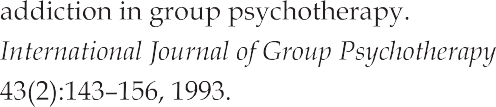 addiction in group psychotherapy.
International Journal of Group Psychotherapy
43(2):143–156, 1993.